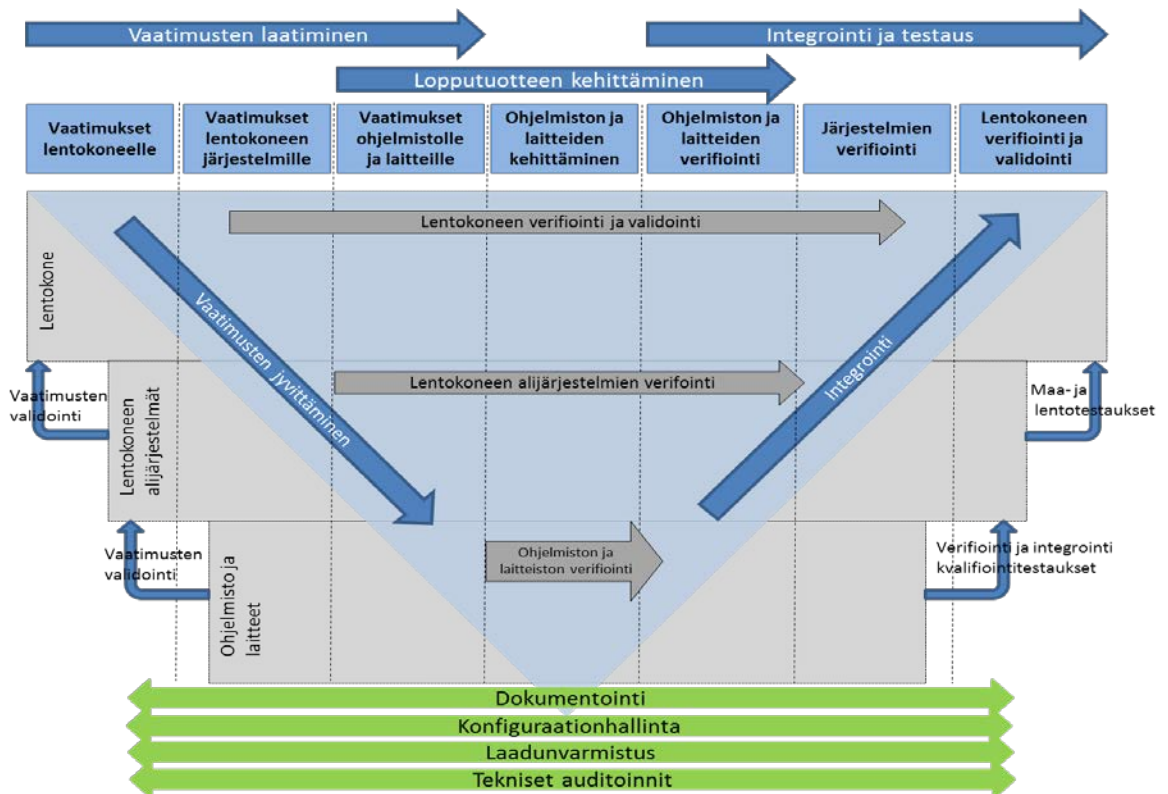 Vaatimusten laatiminen
Integrointi ja testaus
Lopputuotteen kehittäminen
Vaatimukset
lentokoneelle
Vaatimukset
lentokoneen
järjestelmille
Vaatimukset
ohjelmistolle
ja laitteille
Ohjelmiston ja
laitteiden
kehittäminen
Ohjelmiston ja
laitteiden
verifiointi
Järjestelmien
verifiointi
Lentokoneen
verifiointi ja
validointi
Lentokone
Lentokoneen verifiointi ja validointi
Vaatimusten jyvittäminen
Integrointi
Vaatimusten
validointi
Lentokoneen
alijärjestelmät
Lentokoneen alijärjestelmien verifointi
Maa- ja
lentotestaukset
Vaatimusten
validointi
Ohjelmisto ja
laitteet
Ohjelmiston ja
laitteiston verifiointi
Verifiointi ja integrointi
kvalifiointitestaukset
Dokumentointi
Konfiguraationhallinta
Laadunvarmistus
Tekniset auditoinnit